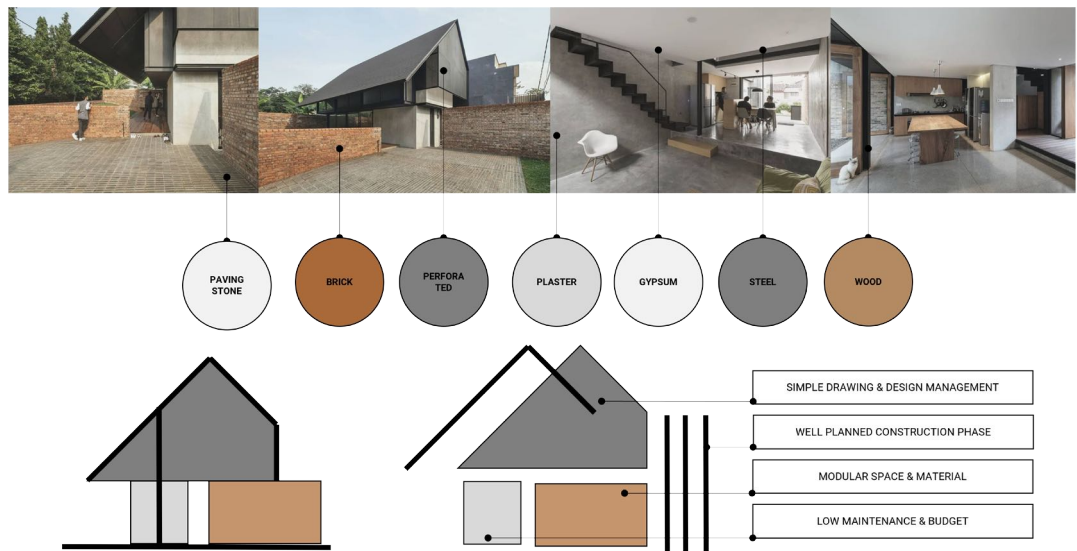 PAVING
STONE
BRICK
PERFORA
TED
PLASTER
GYPSUM
STEEL
WOOD
SIMPLE DRAWING & DESIGN MANAGEMENT
WELL PLANNED CONSTRUCTION PHASE
MODULAR SPACE & MATERIAL
LOW MAINTENANCE & BUDGET